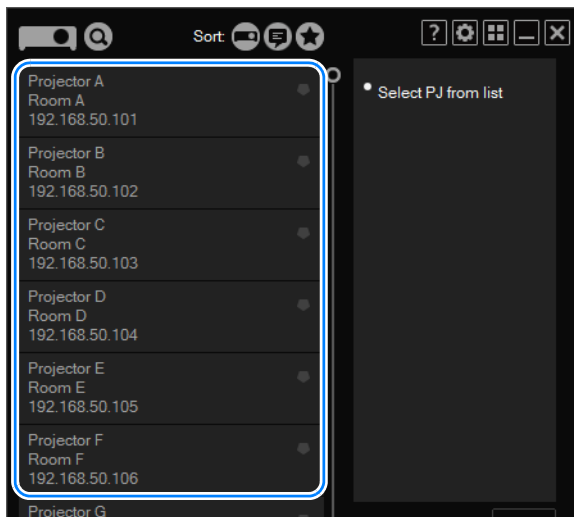 Sort:
?
Projector A
Room A
192.168.50.101
Projector B
Room B
192.168.50.102
Projector C
Room C
192.168.50.103
Projector D
Room D
192.168.50.104
Projector E
Room E
192.168.50.105
Projector F
Room F
192.168.50.106
Projector G
Select PJ from list